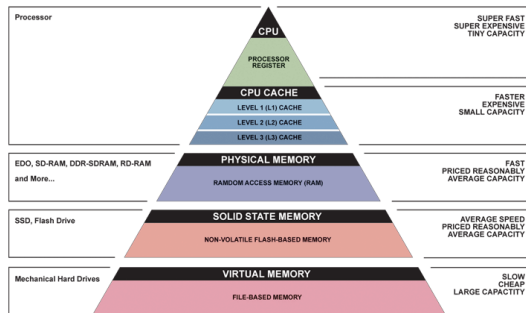 Processor
CPU
SUPER FAST
SUPER EXPENSIVE
TINY CAPACITY
PROCESSOR
REGISTER
CPU CACHE
LEVEL 1 (L1) CACHE
LEVEL 2 (L2) CACHE
LEVEL 3 (L3) CACHE
FASTER
EXPENSIVE
SMALL CAPACITY
EDO, SD-RAM, DDR-SDRAM, RD-RAM
and More...
PHYSICAL MEMORY
RAMDOM ACCESS MEMORY (RAM)
FAST
PRICED REASONABLY
AVERAGE CAPACITY
SSD, Flash Drive
SOLID STATE MEMORY
NON-VOLATILE FLASH-BASED MEMORY
AVERAGE SPEED
PRICED REASONABLY
AVERAGE CAPACITY
Mechanical Hard Drives
VIRTUAL MEMORY
FILE-BASED MEMORY
SLOW
CHEAP
LARGE CAPACTITY